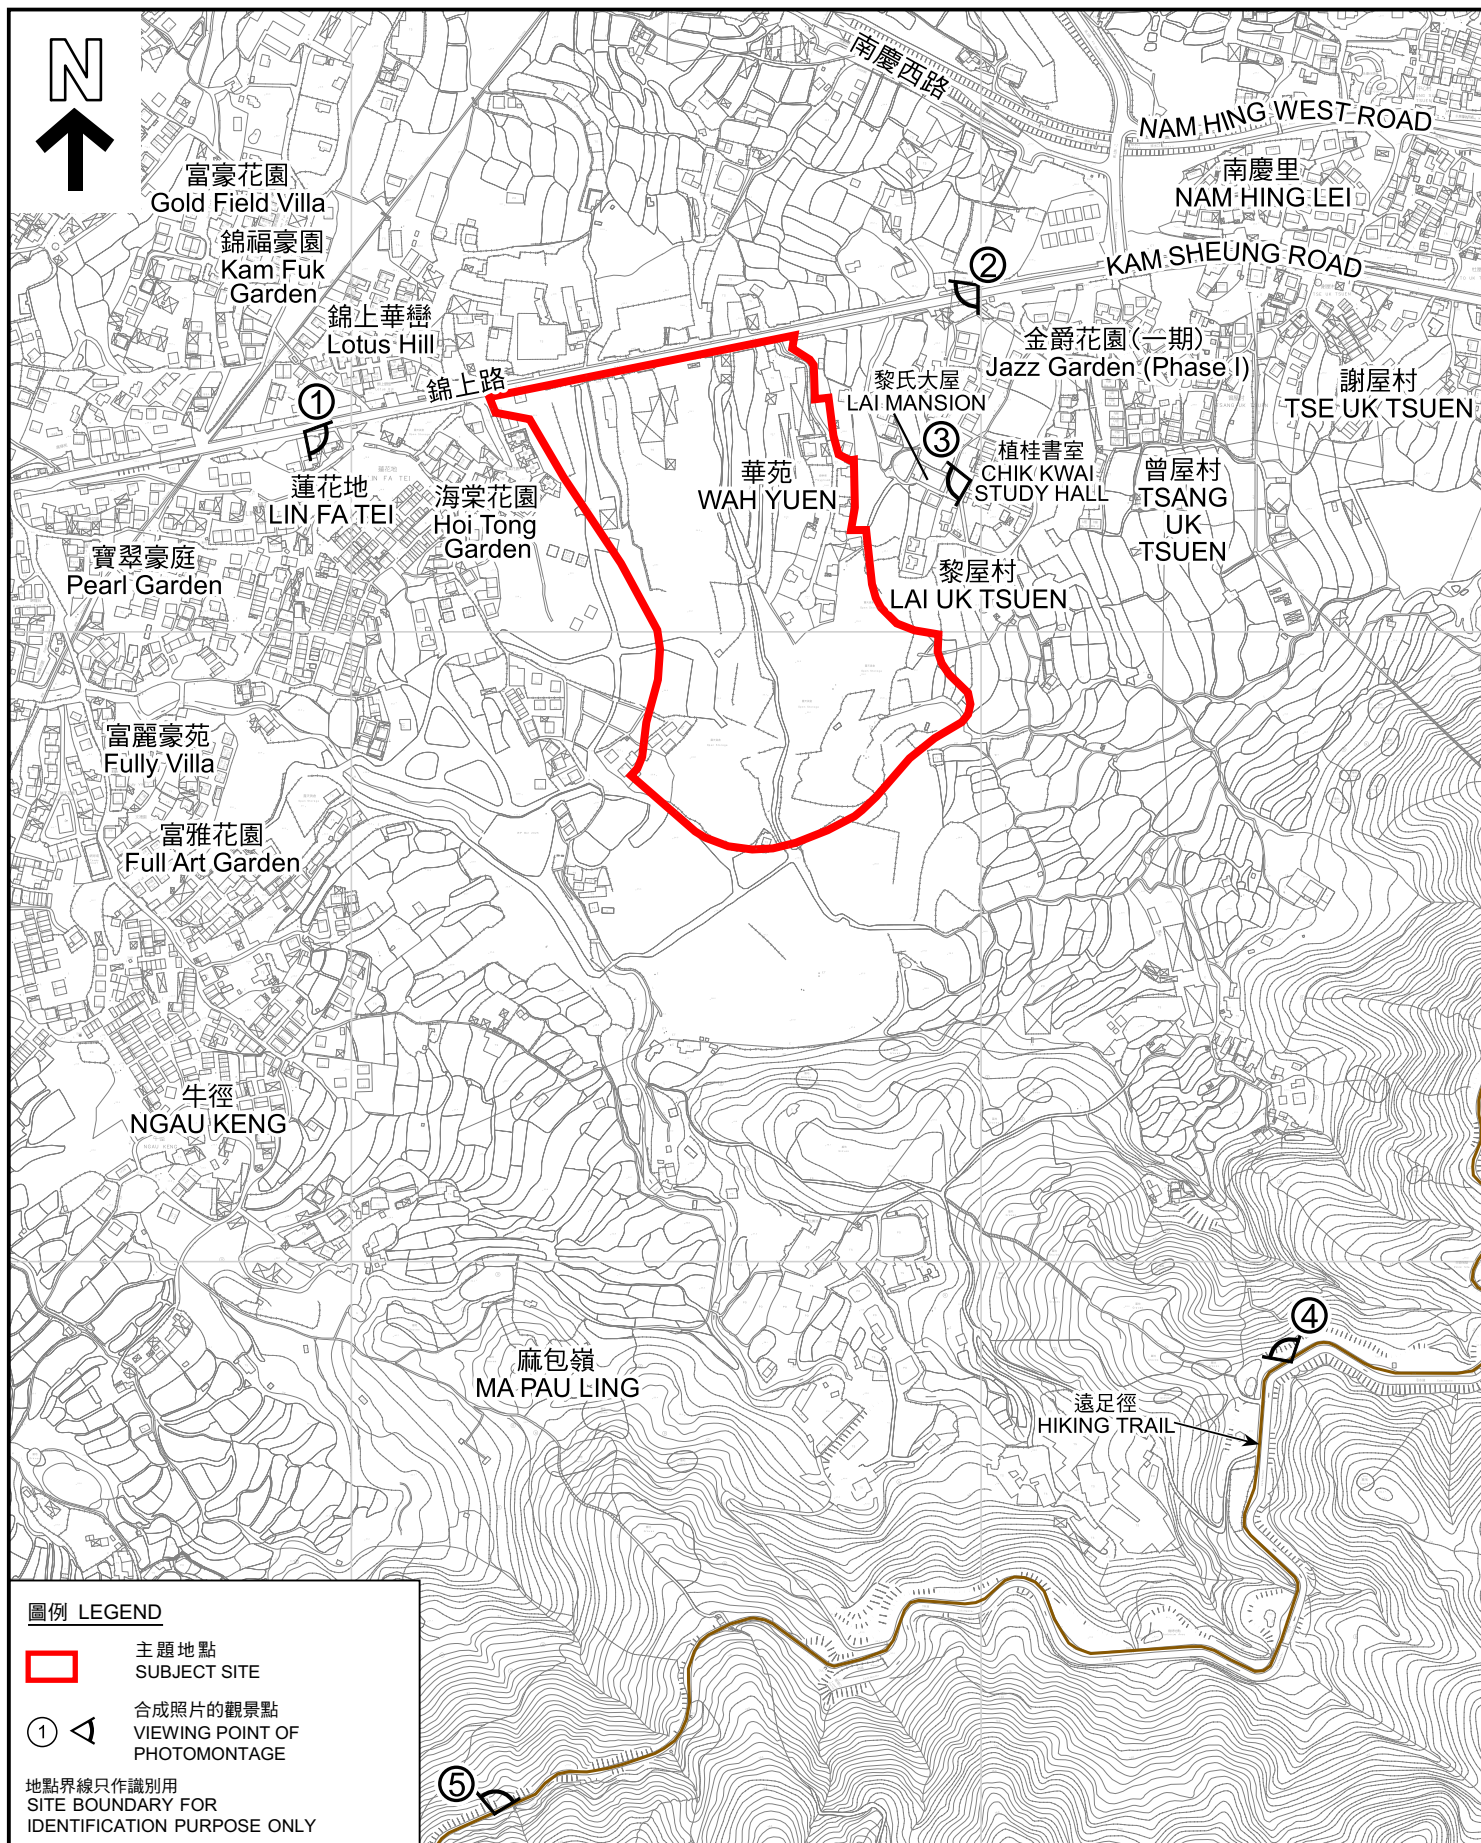 N
南慶西路
NAM HING WEST ROAD
富豪花園
Gold Field Villa
南慶里
NAM HING LEI
錦福豪園
Kam Fuk
Garden
②
KAM SHEUNG ROAD
錦上華巒
Lotus Hill
金爵花園(一期)
Jazz Garden (Phase I)
錦上路
黎氏大屋
LAI MANSION
謝屋村
TSE UK TSUEN
①
③
植桂書室
CHIK KWAI
STUDY HALL
華苑
WAH YUEN
曾屋村
TSANG
UK
TSUEN
蓮花地
LIN FA TEI
海棠花園
Hoi Tong
Garden
寶翠豪庭
Pearl Garden
黎屋村
LAI UK TSUEN
富麗豪苑
Fully Villa
富雅花園
Full Art Garden
牛徑
NGAU KENG
牛徑
NGAU KENG
④
麻包嶺
MA PAU LING
遠足徑
HIKING TRAIL
圖例 LEGEND
主題地點
SUBJECT SITE
① 合成照片的觀景點
VIEWING POINT OF
PHOTOMONTAGE
地點界線只作識別用
SITE BOUNDARY FOR
IDENTIFICATION PURPOSE ONLY
⑤